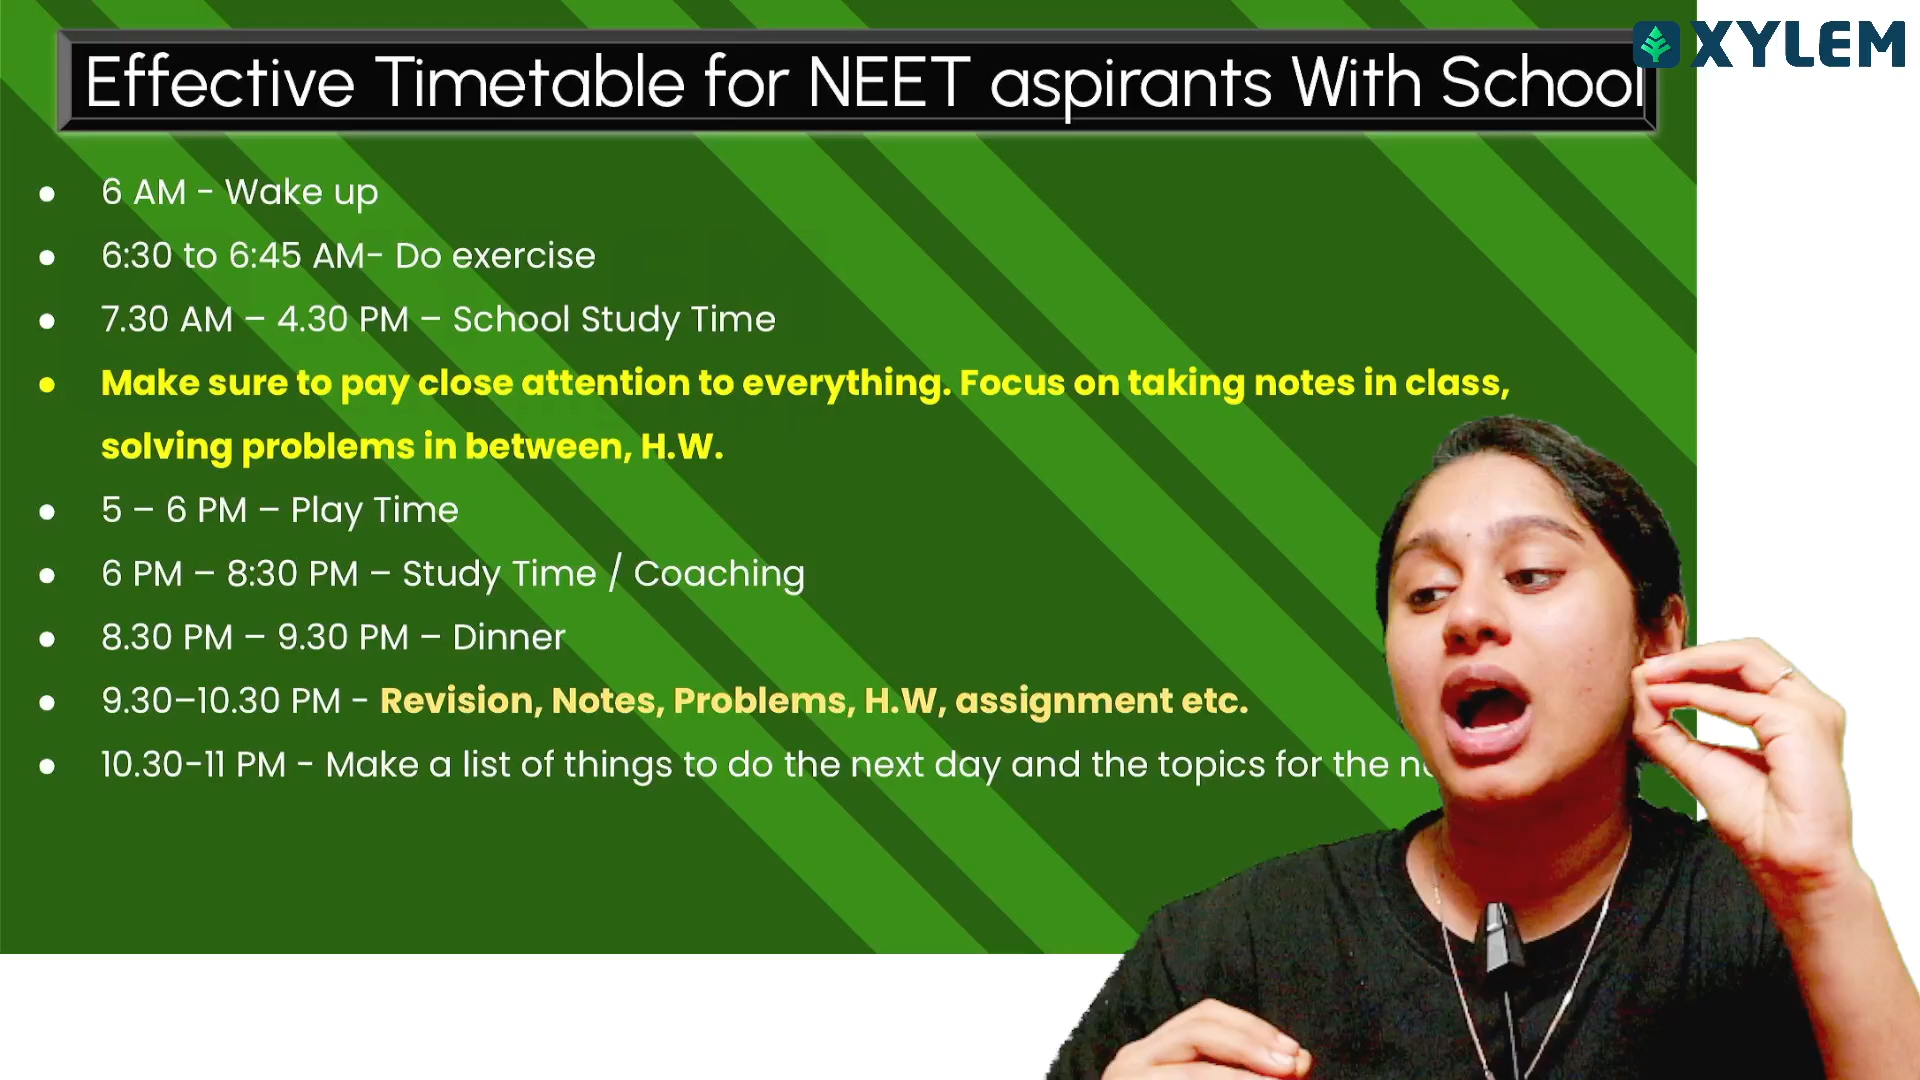 XYLEM
Effective Timetable for NEET aspirants With School
● 6 AM - Wake up
● 6:30 to 6:45 AM- Do exercise
● 7.30 AM – 4.30 PM – School Study Time
● Make sure to pay close attention to everything. Focus on taking notes in class,
solving problems in between, H.W.
● 5 – 6 PM – Play Time
● 6 PM – 8:30 PM – Study Time / Coaching
● 8.30 PM – 9.30 PM – Dinner
● 9.30–10.30 PM - Revision, Notes, Problems, H.W, assignment etc.
● 10.30-11 PM - Make a list of things to do the next day and the topics for the